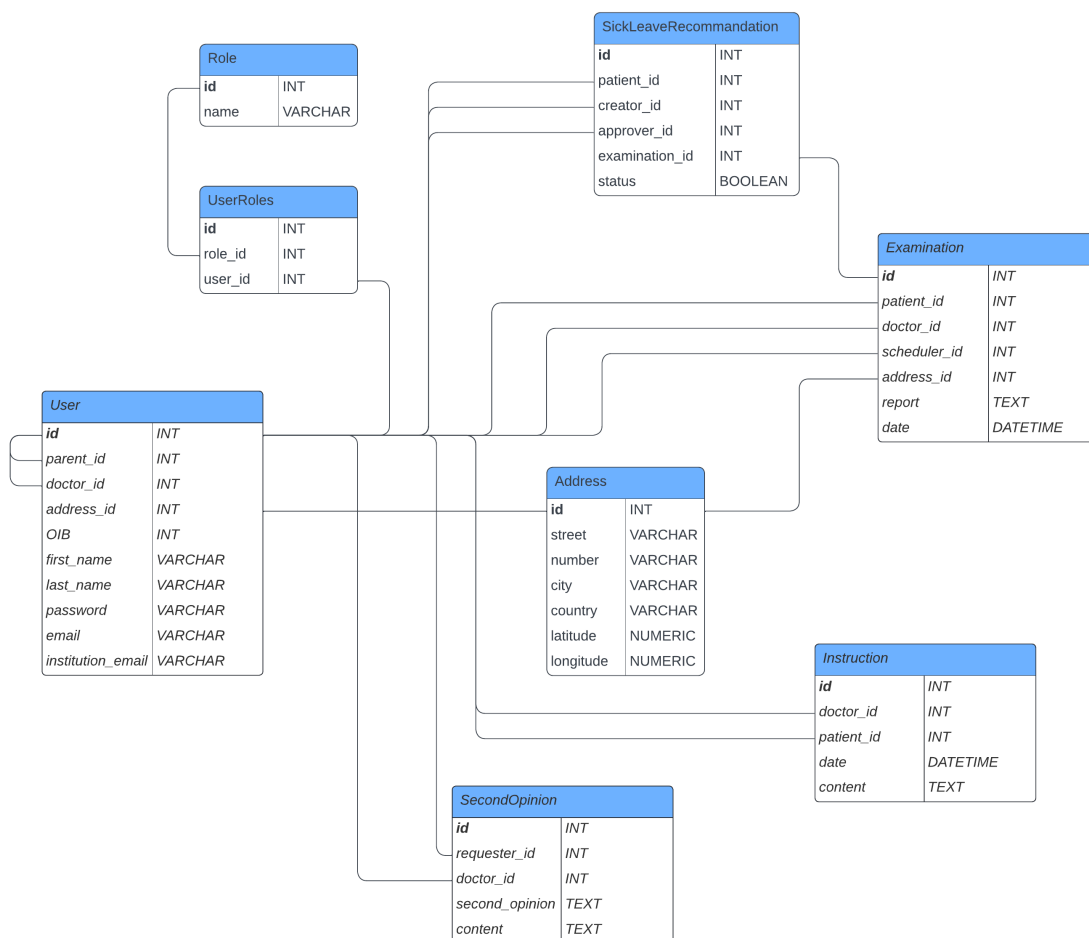 Role
id INT
name VARCHAR
SickLeaveRecommandation
id INT
patient_id INT
creator_id INT
approver_id INT
examination_id INT
status BOOLEAN
UserRoles
id INT
role_id INT
user_id INT
Examination
id INT
patient_id INT
doctor_id INT
scheduler_id INT
address_id INT
report TEXT
date DATETIME
User
id INT
parent_id INT
doctor_id INT
address_id INT
OIB INT
first_name VARCHAR
last_name VARCHAR
password VARCHAR
email VARCHAR
institution_email VARCHAR
Address
id INT
street VARCHAR
number VARCHAR
city VARCHAR
country VARCHAR
latitude NUMERIC
longitude NUMERIC
Instruction
id INT
doctor_id INT
patient_id INT
date DATETIME
content TEXT
SecondOpinion
id INT
requester_id INT
doctor_id INT
second_opinion TEXT
content TEXT